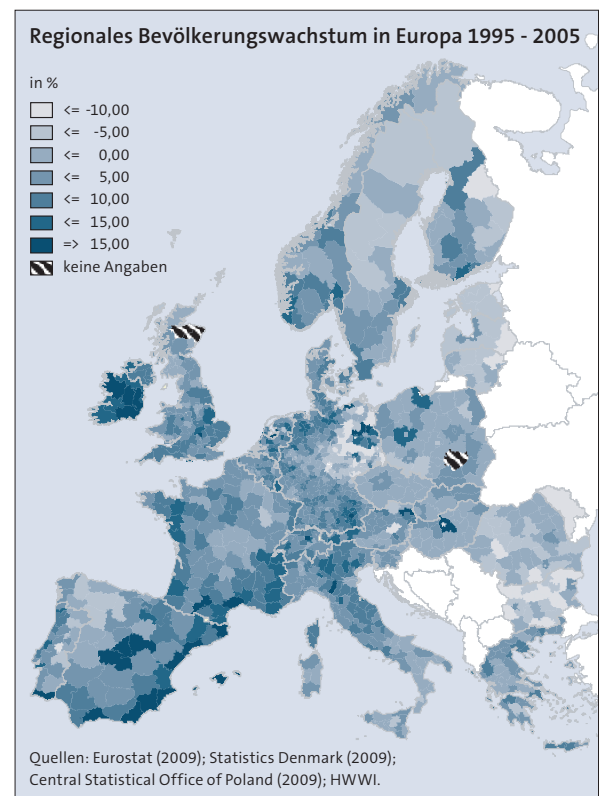 Regionales Bevölkerungswachstum in Europa 1995 - 2005
in %
<= -10,00
<= -5,00
<= 0,00
<= 5,00
<= 10,00
<= 15,00
=> 15,00
keine Angaben
Quellen: Eurostat (2009); Statistics Denmark (2009);
Central Statistical Office of Poland (2009); HWWI.